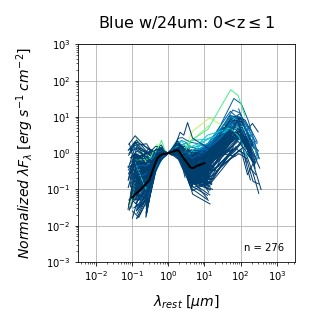 Blue w/24um: 0<z≤1
Normalized λF_λ [erg s⁻¹ cm⁻²]
10³
10²
10¹
10⁰
10⁻¹
10⁻²
10⁻³
n = 276
10⁻² 10⁻¹ 10⁰ 10¹ 10² 10³
λ_rest [μm]